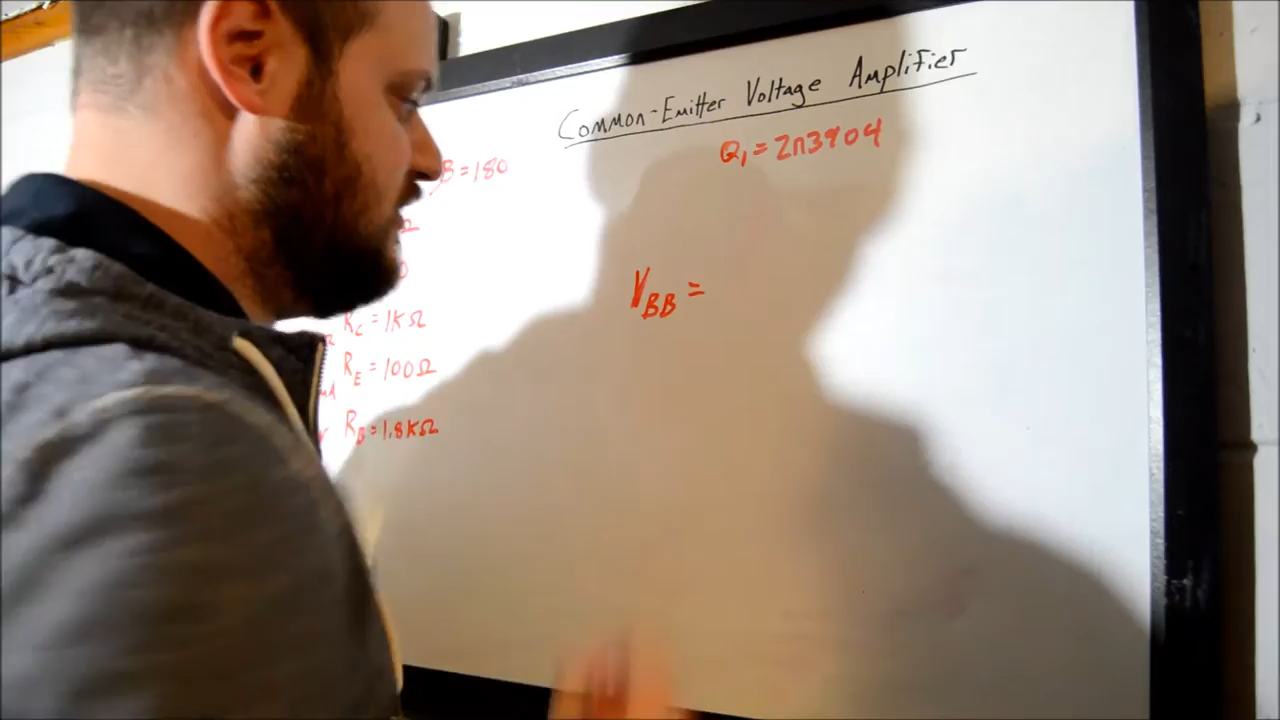 Common-Emitter Voltage Amplifier
Q1 = 2n3904
B = 180
Ω
VBB =
RC = 1KΩ
RE = 100Ω
RB = 1.8KΩ